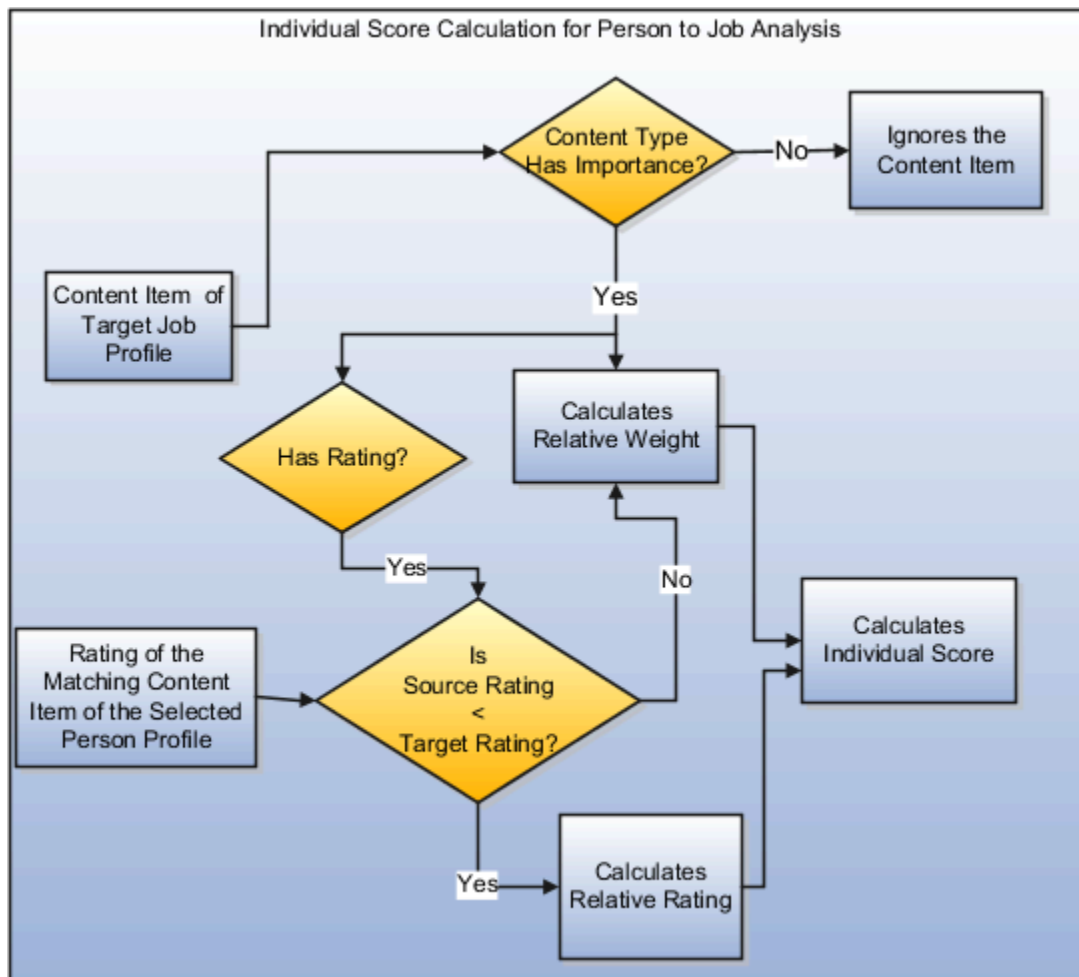 Individual Score Calculation for Person to Job Analysis
Content Type
Has Importance?
No
Ignores the
Content Item
Content Item of
Target Job
Profile
Yes
Has Rating?
Calculates
Relative Weight
Yes
No
Rating of the
Matching Content
Item of the Selected
Person Profile
Is
Source Rating
<
Target Rating?
Calculates
Individual Score
Yes
Calculates
Relative Rating